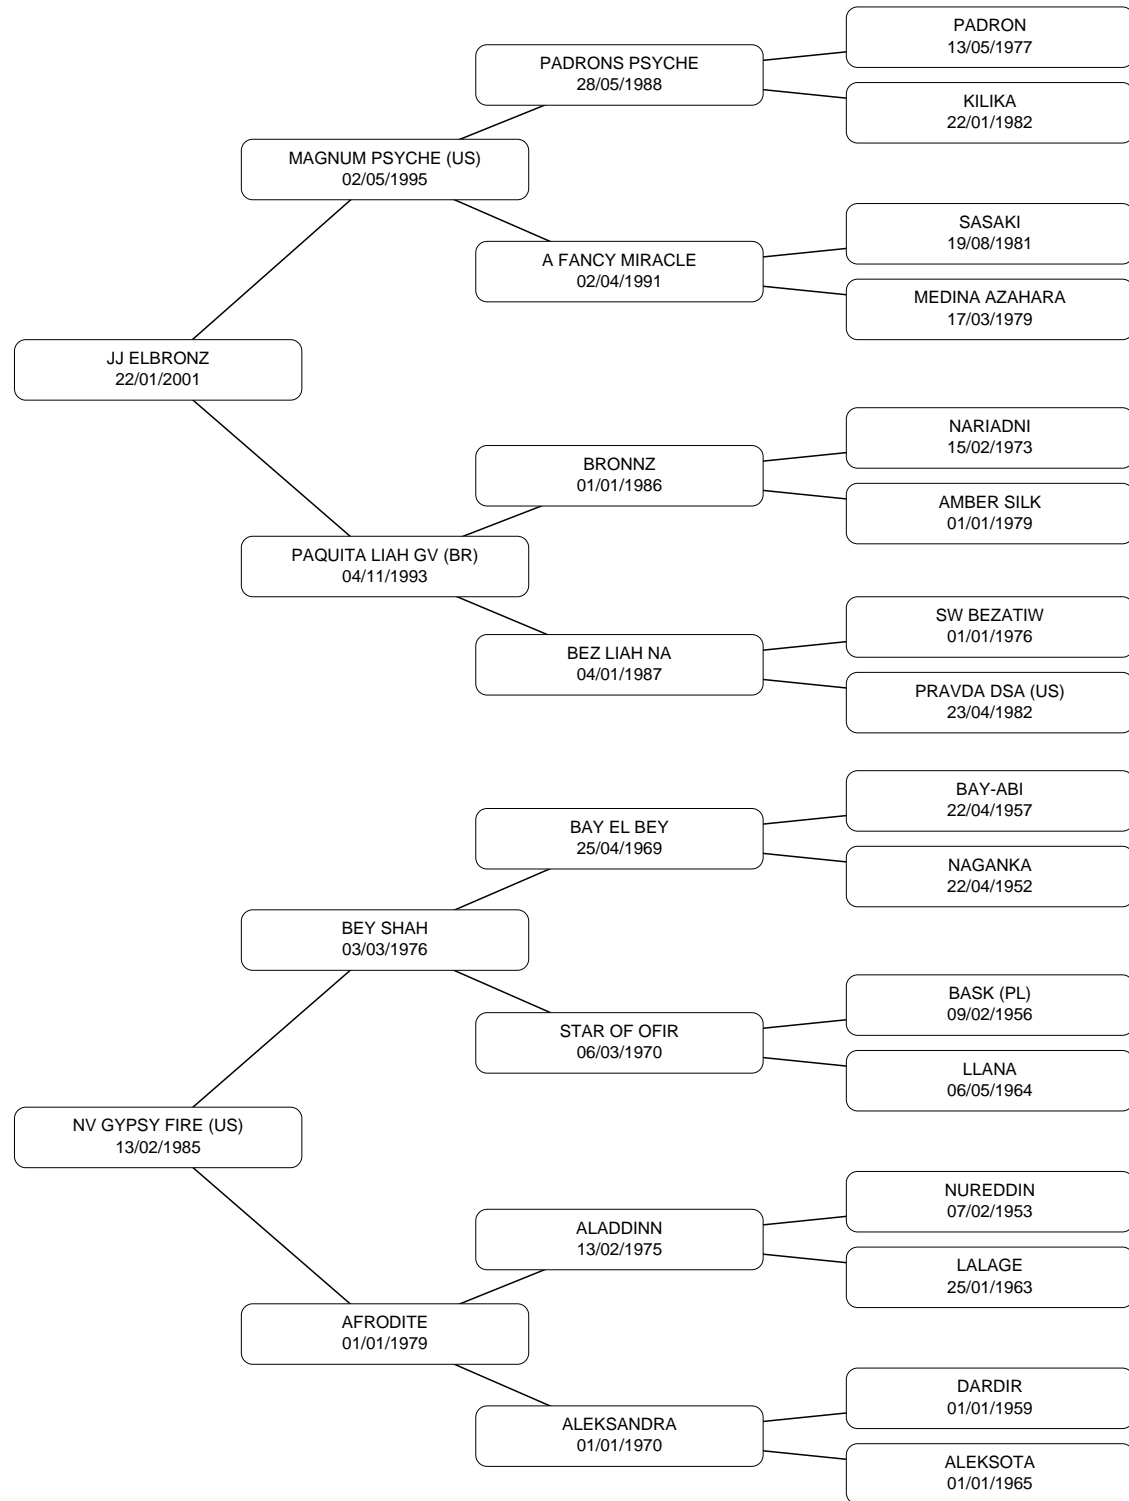 PADRON
13/05/1977
PADRONS PSYCHE
28/05/1988
KILIKA
22/01/1982
MAGNUM PSYCHE (US)
02/05/1995
SASAKI
19/08/1981
A FANCY MIRACLE
02/04/1991
MEDINA AZAHARA
17/03/1979
JJ ELBRONZ
22/01/2001
NARIADNI
15/02/1973
BRONNZ
01/01/1986
AMBER SILK
01/01/1979
PAQUITA LIAH GV (BR)
04/11/1993
SW BEZATIW
01/01/1976
BEZ LIAH NA
04/01/1987
PRAVDA DSA (US)
23/04/1982
BAY-ABI
22/04/1957
BAY EL BEY
25/04/1969
NAGANKA
22/04/1952
BEY SHAH
03/03/1976
BASK (PL)
09/02/1956
STAR OF OFIR
06/03/1970
LLANA
06/05/1964
NV GYPSY FIRE (US)
13/02/1985
NUREDDIN
07/02/1953
ALADDINN
13/02/1975
LALAGE
25/01/1963
AFRODITE
01/01/1979
DARDIR
01/01/1959
ALEKSANDRA
01/01/1970
ALEKSOTA
01/01/1965